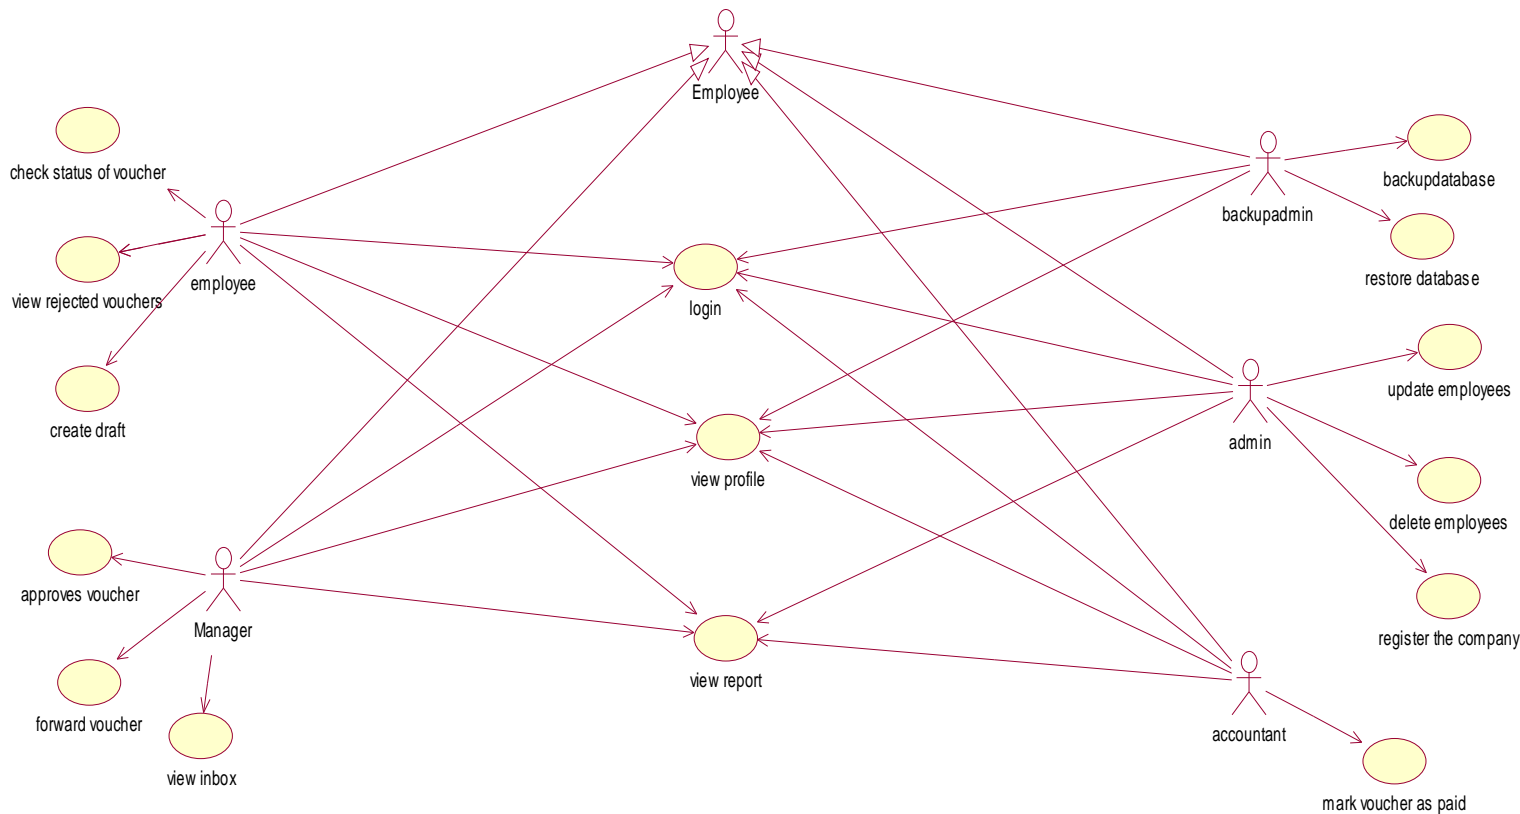 Employee
check status of voucher
backupdatabase
backupadmin
view rejected vouchers
employee
restore database
login
update employees
create draft
admin
view profile
delete employees
approves voucher
Manager
register the company
view report
forward voucher
accountant
view inbox
mark voucher as paid